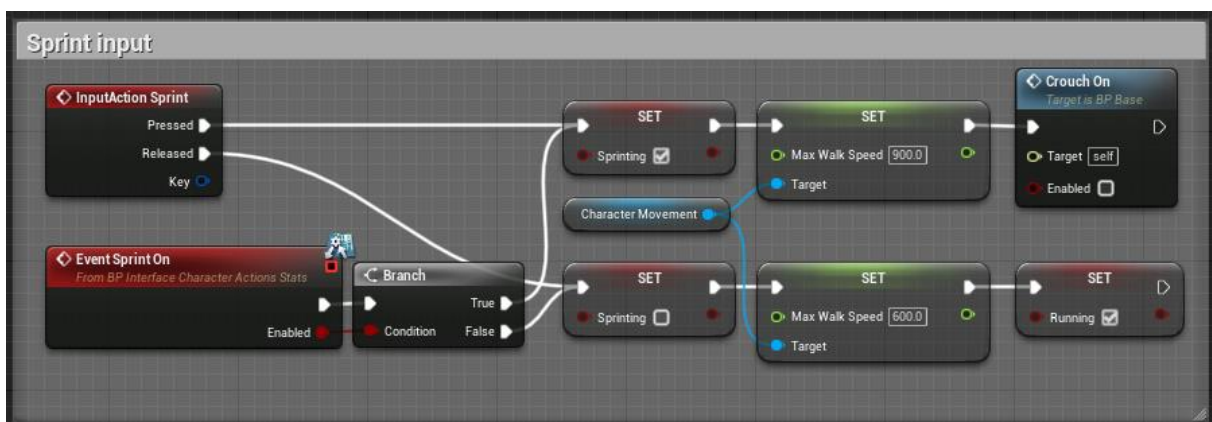 Sprint input
InputAction Sprint
Pressed
Released
Key
SET
Sprinting
SET
Max Walk Speed 900.0
Target
Crouch On
Target is BP Base
Target self
Enabled
Character Movement
Event Sprint On
From BP Interface Character Actions Stats
Enabled
Branch
True
Condition False
SET
Sprinting
SET
Max Walk Speed 600.0
Target
SET
Running